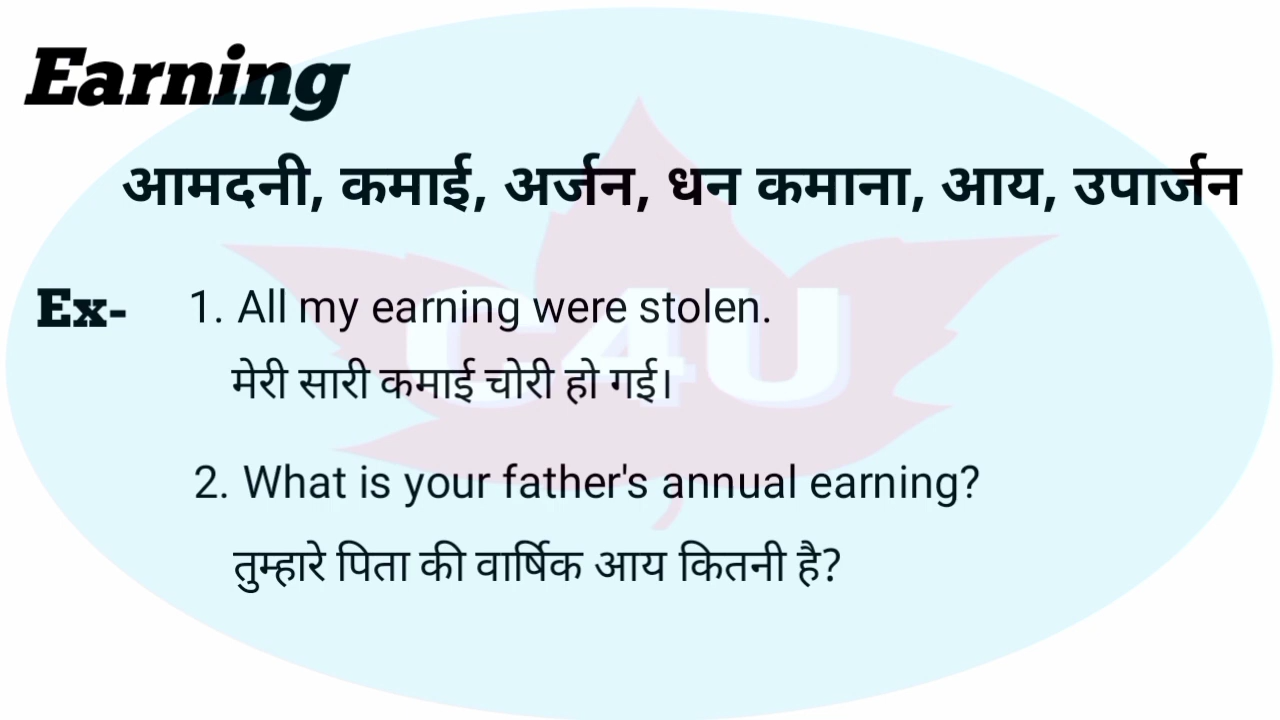 Earning
आमदनी, कमाई, अर्जन, धन कमाना, आय, उपार्जन
Ex- 1. All my earning were stolen.
मेरी सारी कमाई चोरी हो गई।
2. What is your father's annual earning?
तुम्हारे पिता की वार्षिक आय कितनी है?
C4U